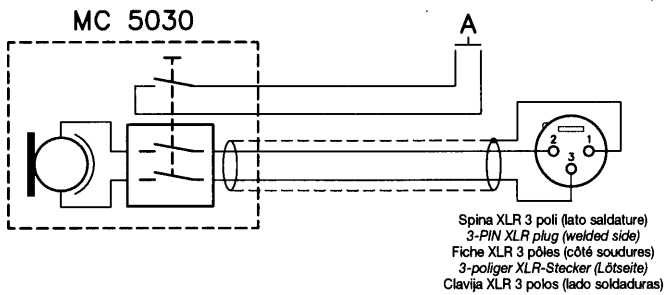 MC 5030
A
2 1
3
Spina XLR 3 poli (lato saldature)
3-PIN XLR plug (welded side)
Fiche XLR 3 pôles (côté soudures)
3-poliger XLR-Stecker (Lötseite)
Clavija XLR 3 polos (lado soldaduras)